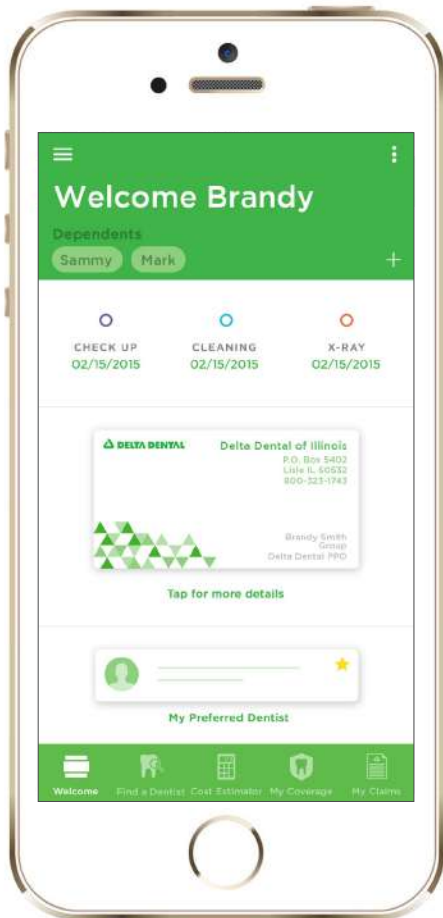 Welcome Brandy
Dependents
Sammy Mark +
CHECK UP CLEANING X-RAY
02/15/2015 02/15/2015 02/15/2015
DELTA DENTAL Delta Dental of Illinois
P.O. Box 5402
Lisle IL 60532
800-323-1743
Brandy Smith
Group
Delta Dental PPO
Tap for more details
My Preferred Dentist
Welcome Find a Dentist Cost Estimator My Coverage My Claims